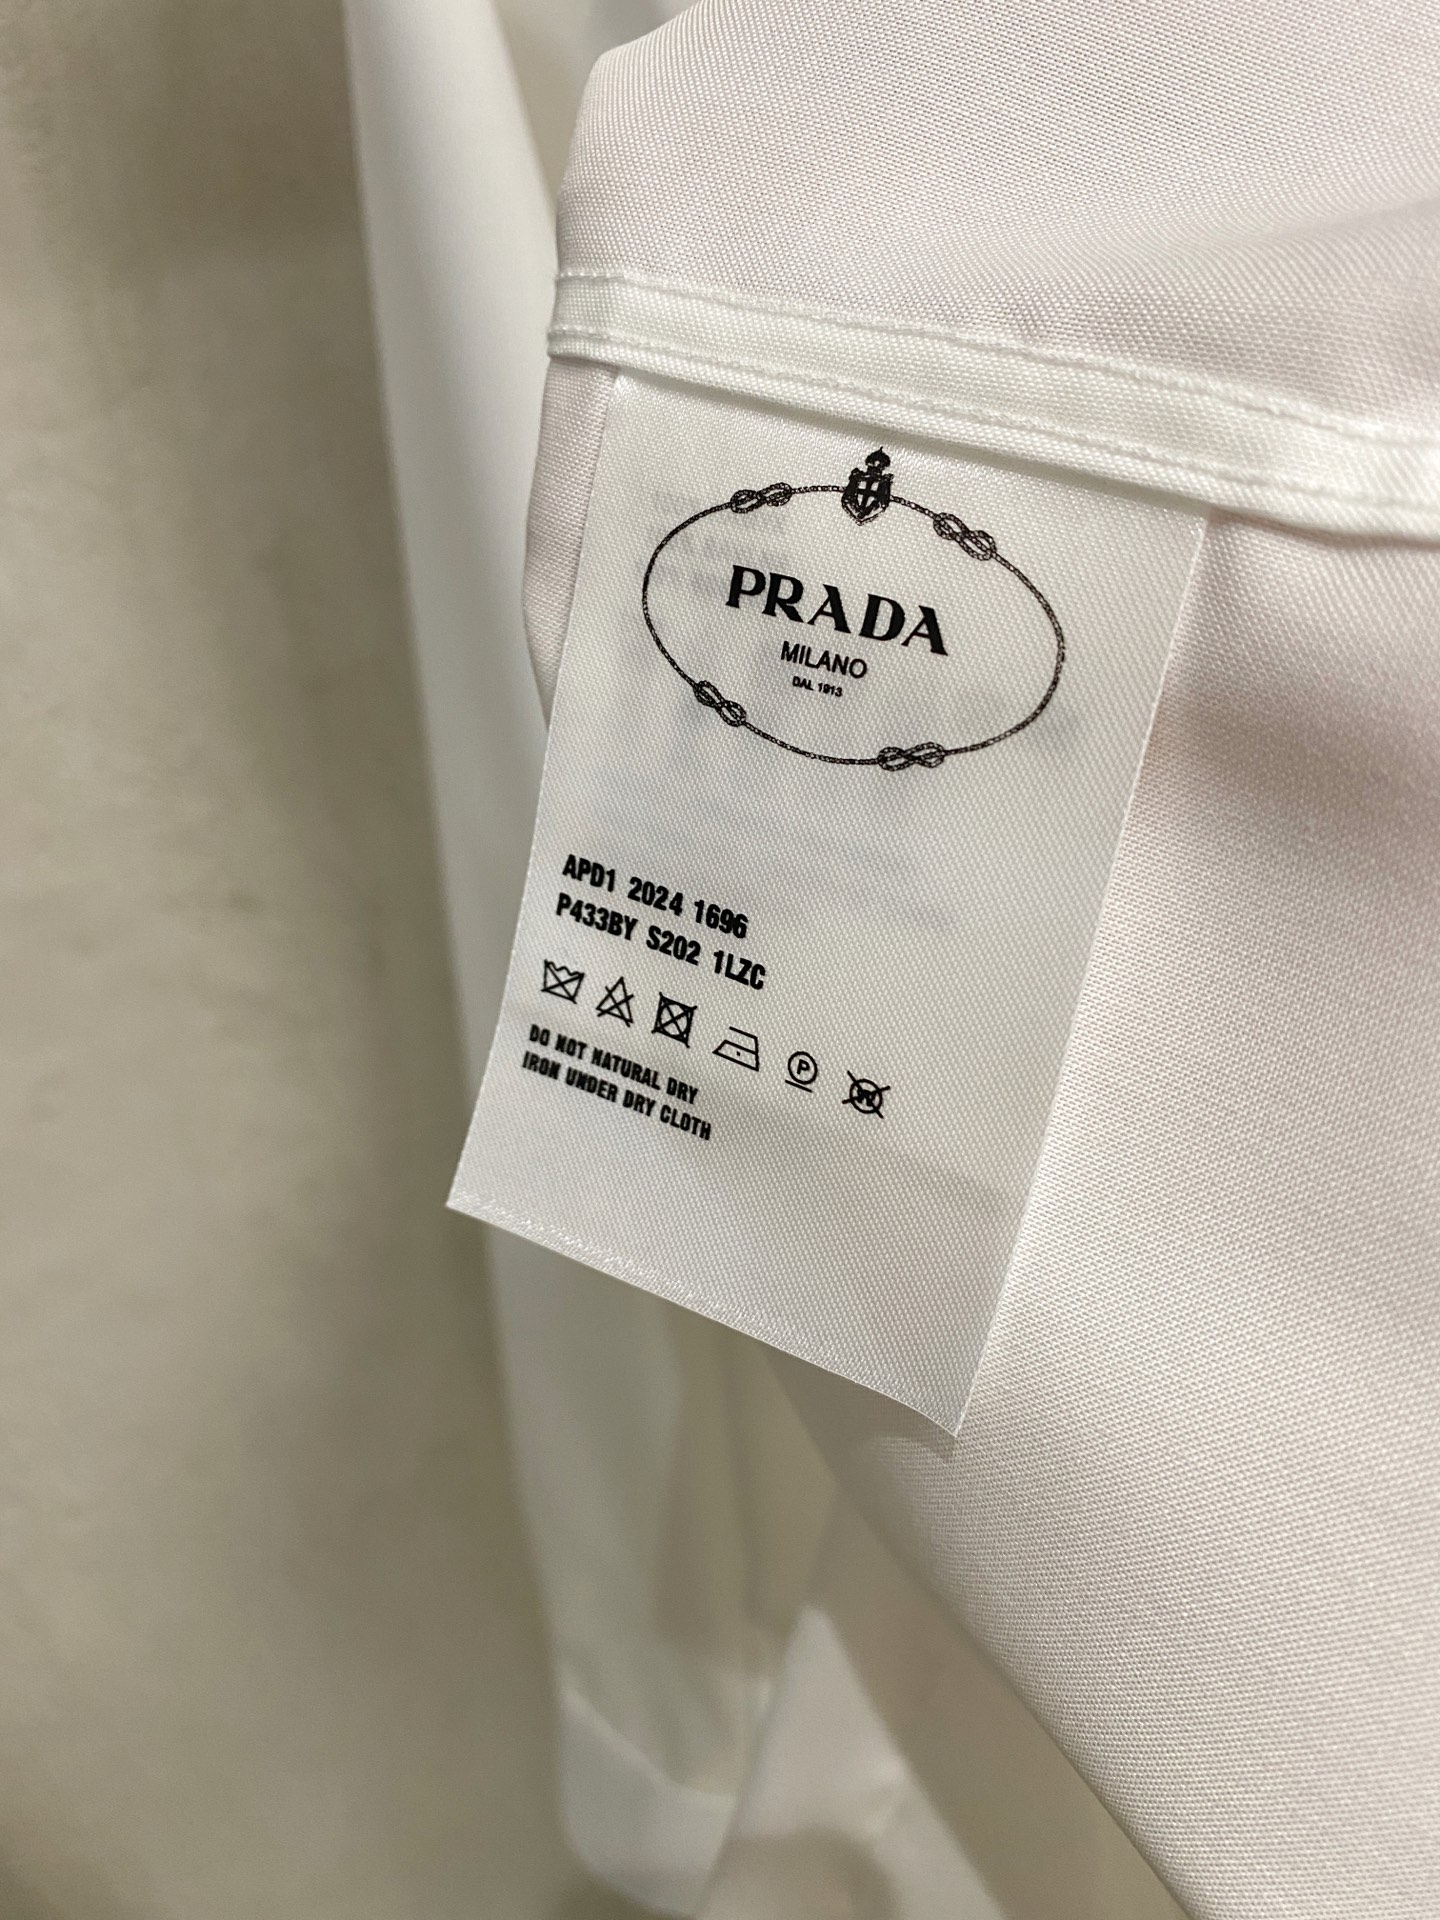 PRADA
MILANO
DAL 1913
APD1 2024 1696
P433BY S202 1LZC
P
W
DO NOT NATURAL DRY
IRON UNDER DRY CLOTH